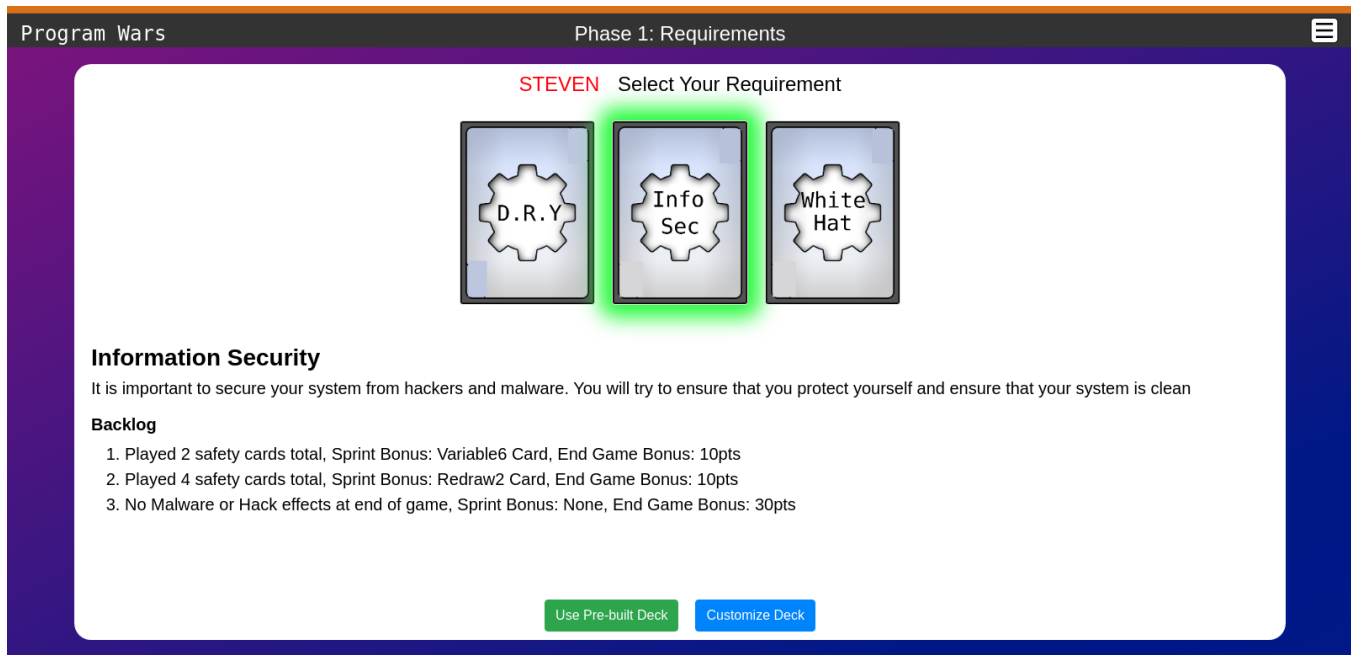 Program Wars
Phase 1: Requirements
STEVEN Select Your Requirement
D.R.Y
Info
Sec
White
Hat
Information Security
It is important to secure your system from hackers and malware. You will try to ensure that you protect yourself and ensure that your system is clean
Backlog
1. Played 2 safety cards total, Sprint Bonus: Variable6 Card, End Game Bonus: 10pts
2. Played 4 safety cards total, Sprint Bonus: Redraw2 Card, End Game Bonus: 10pts
3. No Malware or Hack effects at end of game, Sprint Bonus: None, End Game Bonus: 30pts
Use Pre-built Deck
Customize Deck